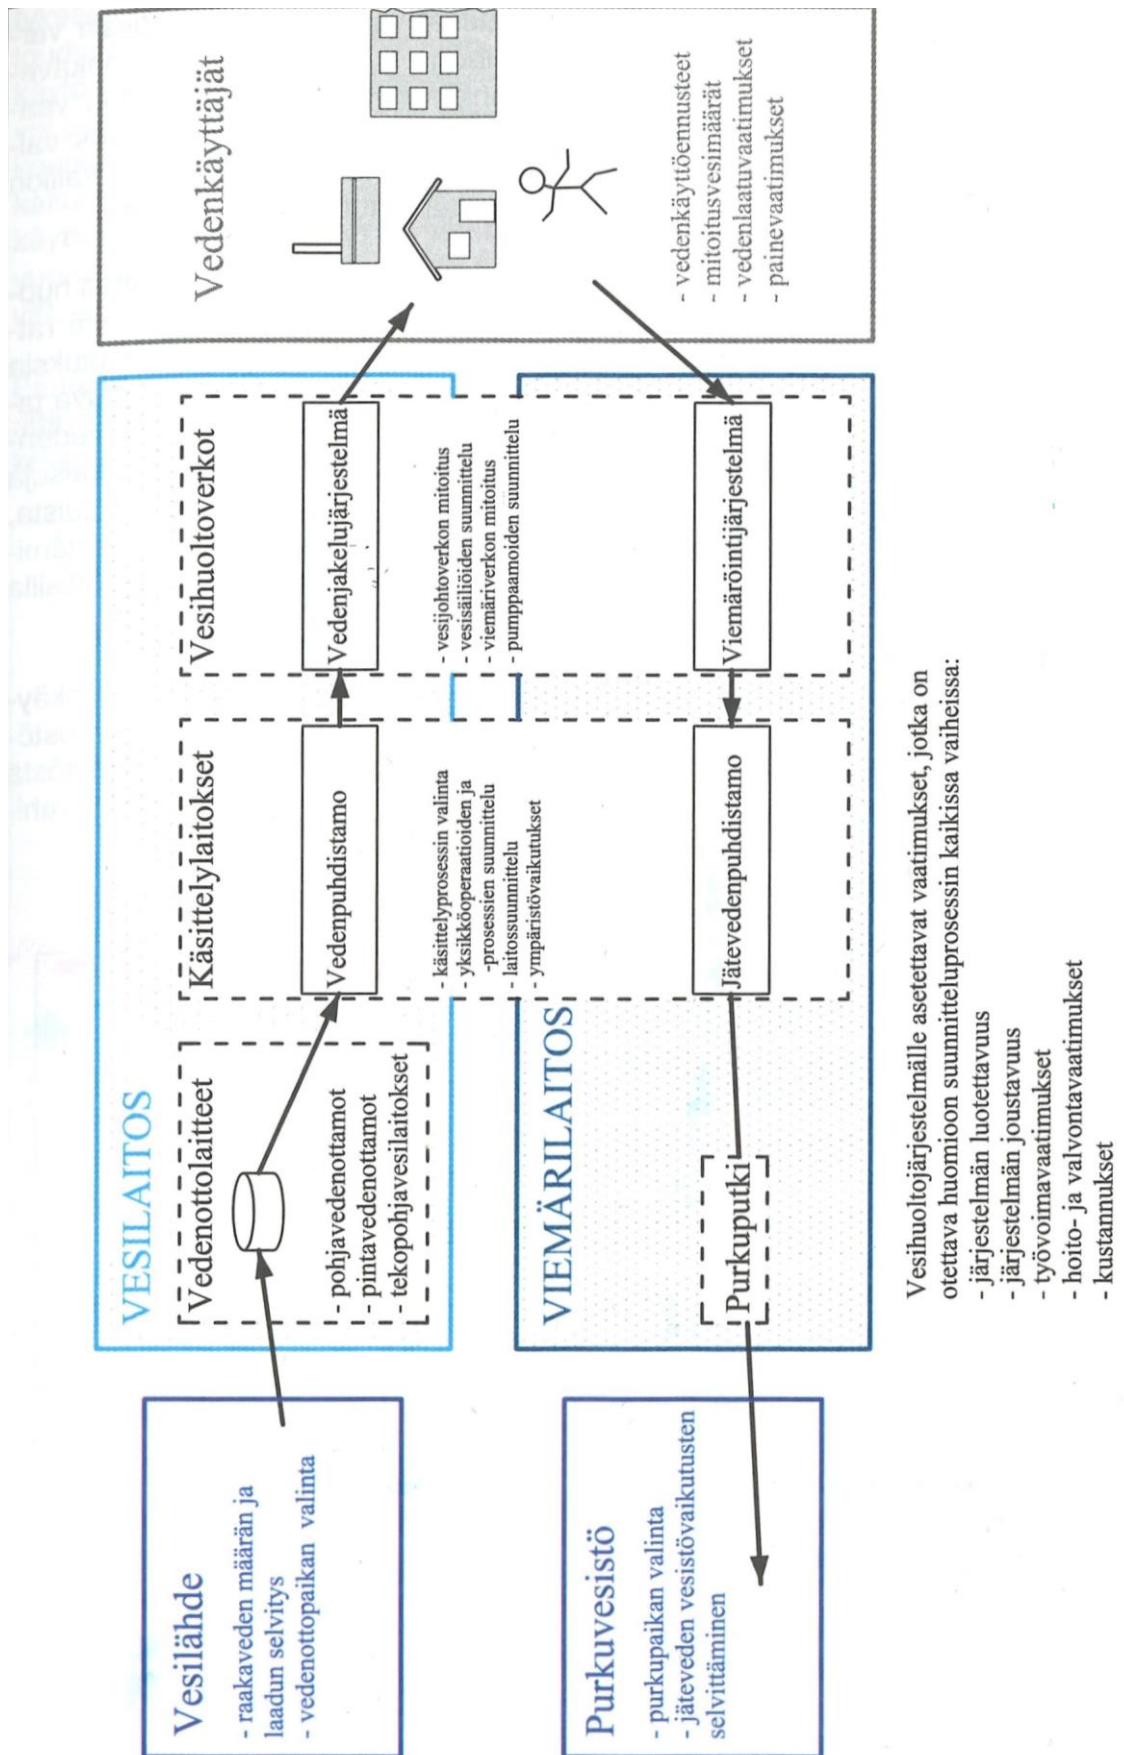 Vesilähde
- raakaveden määrän ja
laadun selvitys
- vedenottopaikan valinta
VESILAITOS
Vedenottolaitteet
- pohjavedenottamot
- pintavedenottamot
- tekopohjavesilaitokset
Käsittelylaitokset
Vedenpuhdistamo
- käsittelyprosessin valinta
- yksikköoperaatioiden ja
-prosessien suunnittelu
- laitossuunnittelu
- ympäristövaikutukset
Vesihuoltoverkot
Vedenjakelujärjestelmä
- vesijohtoverkon mitoitus
- vesisäiliöiden suunnittelu
- viemäriverkon mitoitus
- pumppaamoiden suunnittelu
Vedenkäyttäjät
- vedenkäyttöennusteet
- mitoitusvesimäärät
- vedenlaatuvaatimukset
- painevaatimukset
Purkuvesistö
- purkupaikan valinta
- jäteveden vesistövaikutusten
selvittäminen
VIEMÄRILAITOS
Purkuputki
Jätevedenpuhdistamo
Viemäröintijärjestelmä
Vesihuoltojärjestelmälle asetettavat vaatimukset, jotka on
otettava huomioon suunnitteluprosessin kaikissa vaiheissa:
- järjestelmän luotettavuus
- järjestelmän joustavuus
- työvoimavaatimukset
- hoito- ja valvontavaatimukset
- kustannukset